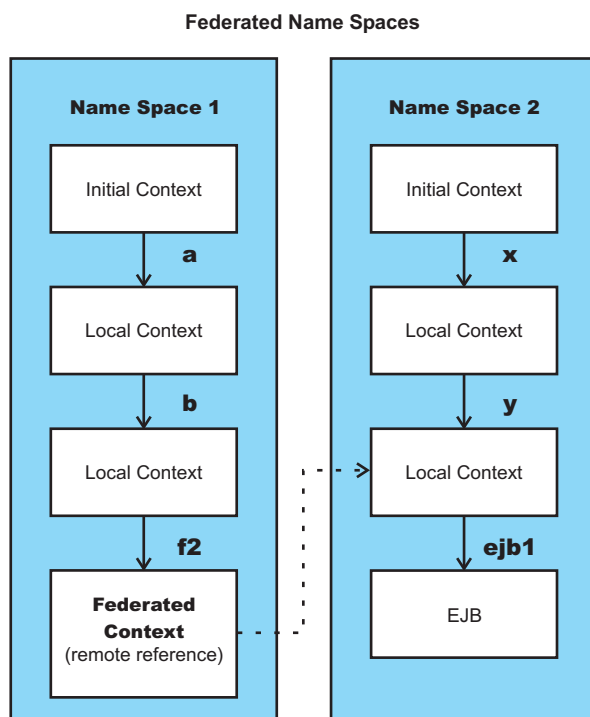 Federated Name Spaces
Name Space 1
Initial Context
a
Local Context
b
Local Context
f2
Federated
Context
(remote reference)
Name Space 2
Initial Context
x
Local Context
y
Local Context
ejb1
EJB